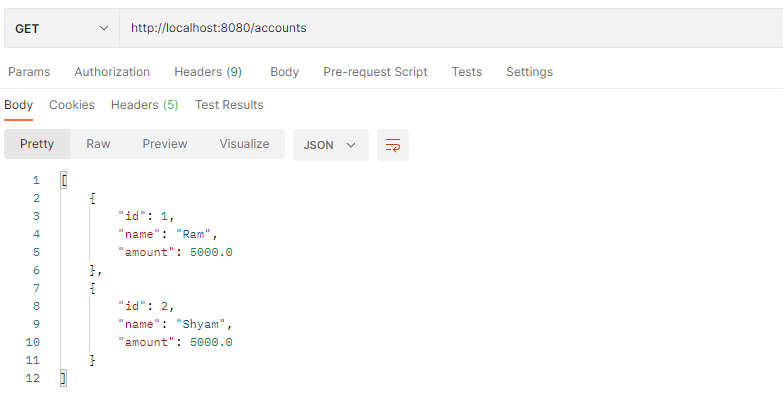 GET http://localhost:8080/accounts
Params Authorization Headers (9) Body Pre-request Script Tests Settings
Body Cookies Headers (5) Test Results
Pretty Raw Preview Visualize JSON
1 [
2 {
3 "id": 1,
4 "name": "Ram",
5 "amount": 5000.0
6 },
7 {
8 "id": 2,
9 "name": "Shyam",
10 "amount": 5000.0
11 }
12 ]